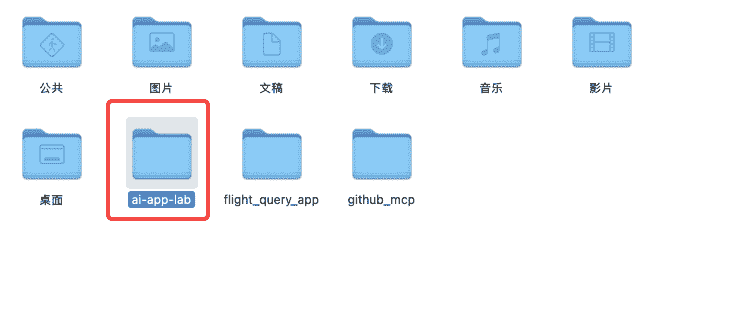 公共
图片
文稿
下载
音乐
影片
桌面
ai-app-lab
flight_query_app
github_mcp